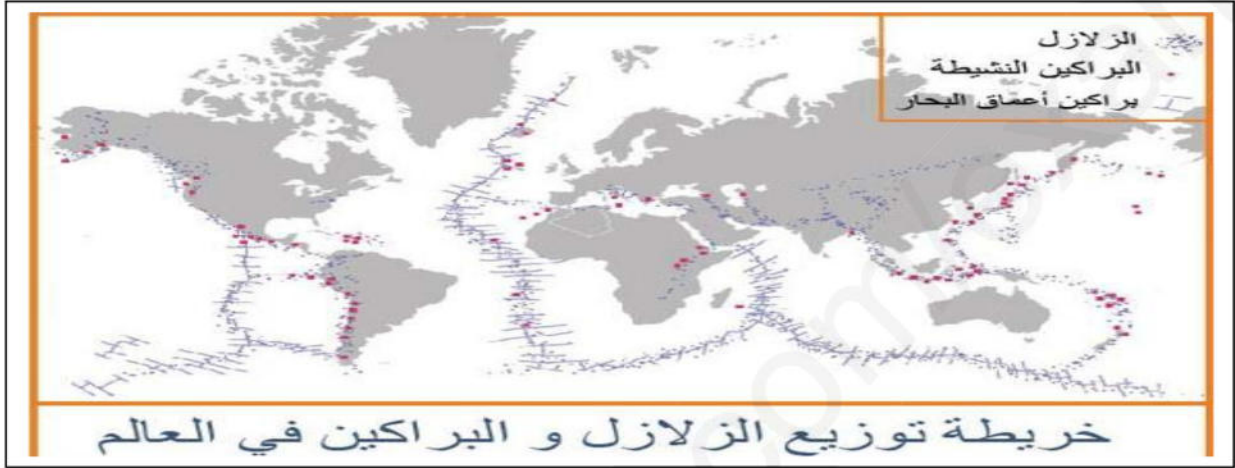 الزلازل
البراكين النشيطة
براكين أعماق البحار
خريطة توزيع الزلازل و البراكين في العالم